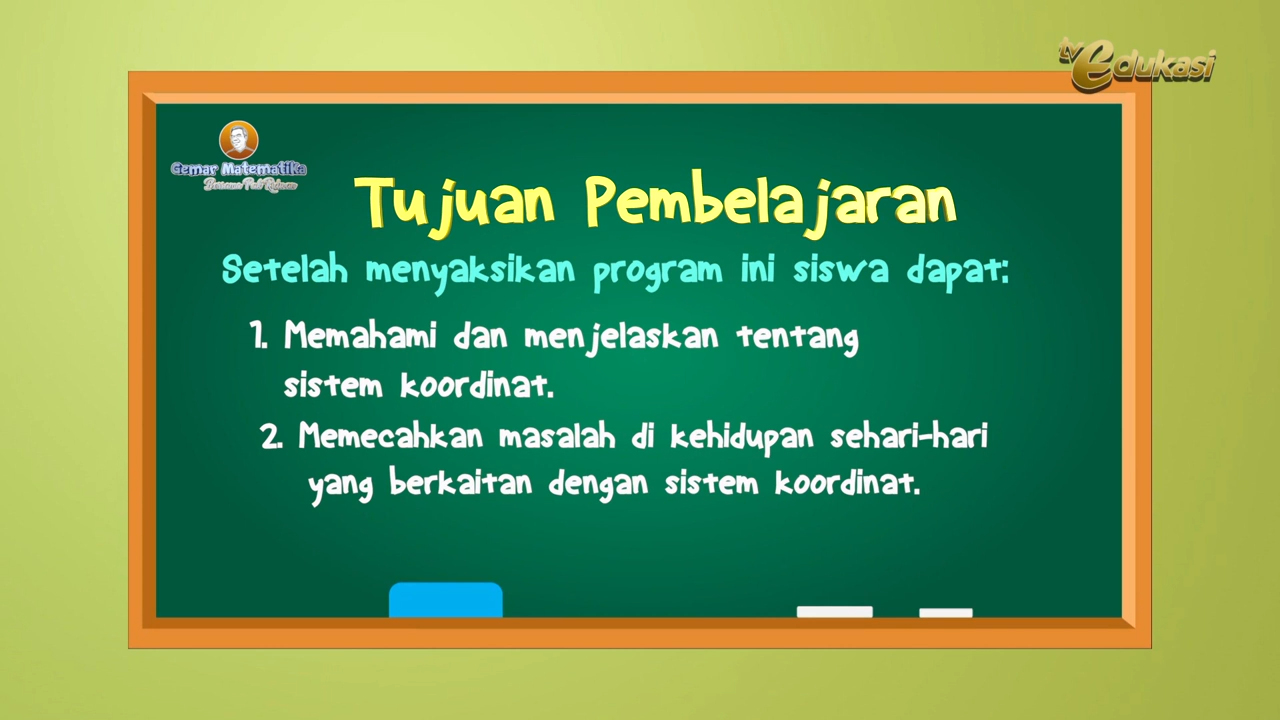 tv edukasi
Gemar Matematika
Tujuan Pembelajaran
Setelah menyaksikan program ini siswa dapat:
1. Memahami dan menjelaskan tentang
sistem koordinat.
2. Memecahkan masalah di kehidupan sehari-hari
yang berkaitan dengan sistem koordinat.